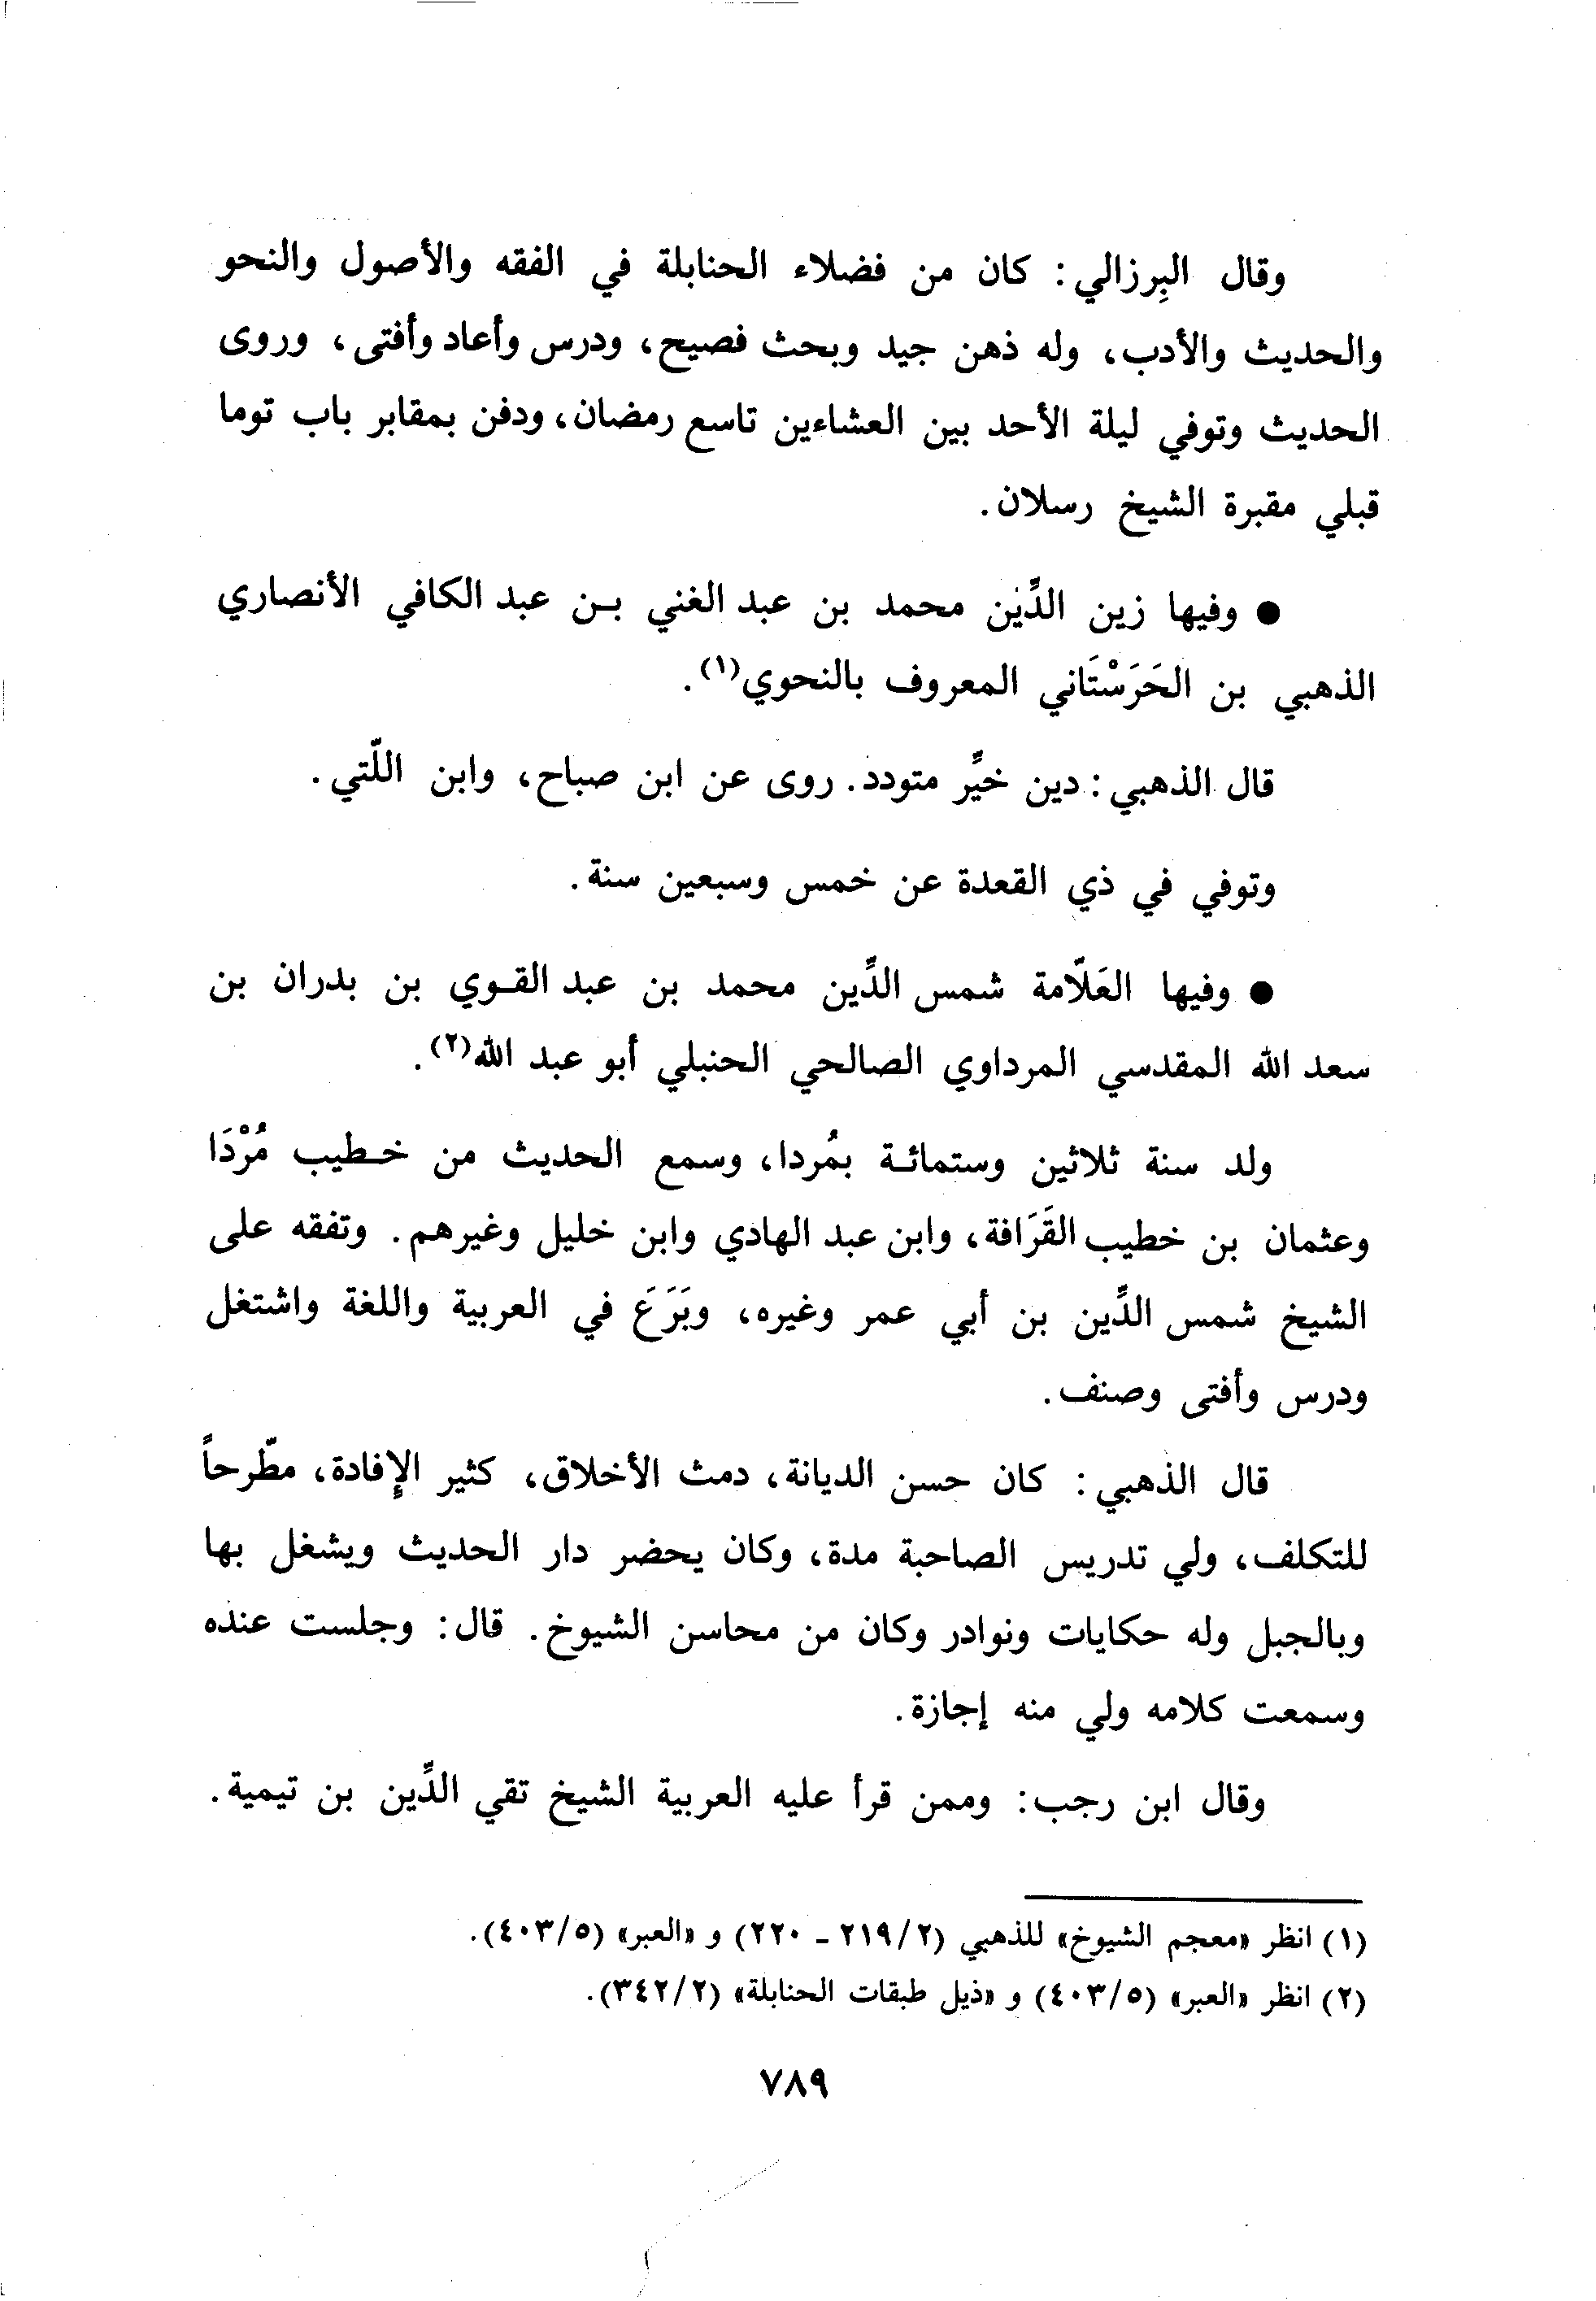 وقال البِرزالي: كان من فضلاء الحنابلة في الفقه والأصول والنحو
والحديث والأدب، وله ذهن جيد وبحث فصيح، ودرس وأعاد وأفتى، وروى
الحديث وتوفي ليلة الأحد بين العشاءين تاسع رمضان، ودفن بمقابر باب توما
قبلي مقبرة الشيخ رسلان.
● وفيها زين الدِّين محمد بن عبد الغني بن عبد الكافي الأنصاري
الذهبي بن الحَرَسْتَاني المعروف بالنحوي(١).
قال الذهبي: دين خيِّر متودد. روى عن ابن صباح، وابن اللّتي.
وتوفي في ذي القعدة عن خمس وسبعين سنة.
● وفيها العَلّامة شمس الدِّين محمد بن عبد القوي بن بدران بن
سعد الله المقدسي المرداوي الصالحي الحنبلي أبو عبد الله(٢).
ولد سنة ثلاثين وستمائة بمُردا، وسمع الحديث من خطيب مُرْدَا
وعثمان بن خطيب القَرَافة، وابن عبد الهادي وابن خليل وغيرهم. وتفقه على
الشيخ شمس الدِّين بن أبي عمر وغيره، وبَرَعَ في العربية واللغة واشتغل
ودرس وأفتى وصنف.
قال الذهبي: كان حسن الديانة، دمث الأخلاق، كثير الإِفادة، مطّرحاً
للتكلف، ولي تدريس الصاحبة مدة، وكان يحضر دار الحديث ويشغل بها
وبالجبل وله حكايات ونوادر وكان من محاسن الشيوخ. قال: وجلست عنده
وسمعت كلامه ولي منه إجازة.
وقال ابن رجب: وممن قرأ عليه العربية الشيخ تقي الدِّين بن تيمية.
(١) انظر «معجم الشيوخ» للذهبي (٢/٢١٩ - ٢٢٠) و «العبر» (٥/٤٠٣).
(٢) انظر «العبر» (٥/٤٠٣) و «ذيل طبقات الحنابلة» (٢/٣٤٢).
٧٨٩